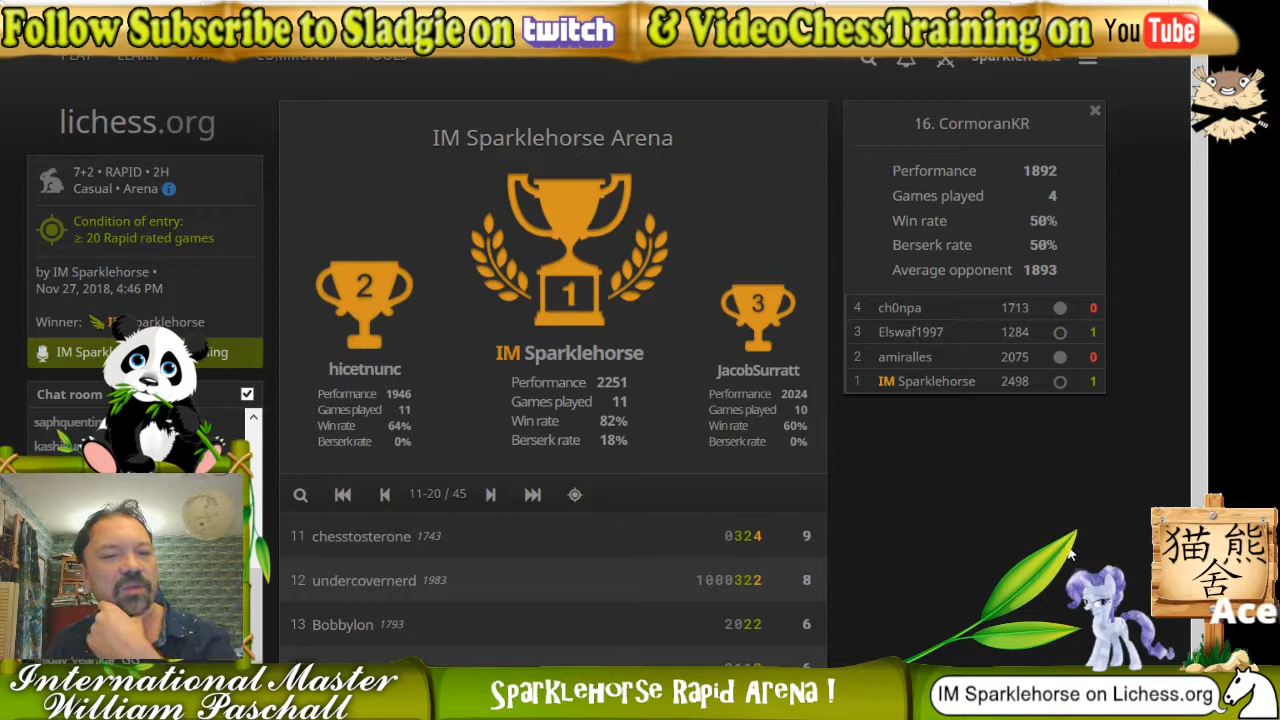 Follow Subscribe to Sladgie on twitch & VideoChessTraining on YouTube
lichess.org
7+2 • RAPID • 2H
Casual • Arena
Condition of entry:
≥ 20 Rapid rated games
by IM Sparklehorse •
Nov 27, 2018, 4:46 PM
Winner:
Chat room
IM Sparklehorse Arena
2
1
3
hicetnunc
Performance 1946
Games played 11
Win rate 64%
Berserk rate 0%
IM Sparklehorse
Performance 2251
Games played 11
Win rate 82%
Berserk rate 18%
JacobSurratt
Performance 2024
Games played 10
Win rate 60%
Berserk rate 0%
11-20 / 45
11 chesstosterone 1743 0324 9
12 undercovernerd 1983 1000322 8
13 Bobbylon 1793 2022 6
16. CormoranKR
Performance 1892
Games played 4
Win rate 50%
Berserk rate 50%
Average opponent 1893
4 ch0npa 1713 0
3 Elswaf1997 1284 1
2 amiralles 2075 0
1 IM Sparklehorse 2498 1
猫熊
舍
Ace
International Master
William Paschall
Sparklehorse Rapid Arena !
IM Sparklehorse on Lichess.org